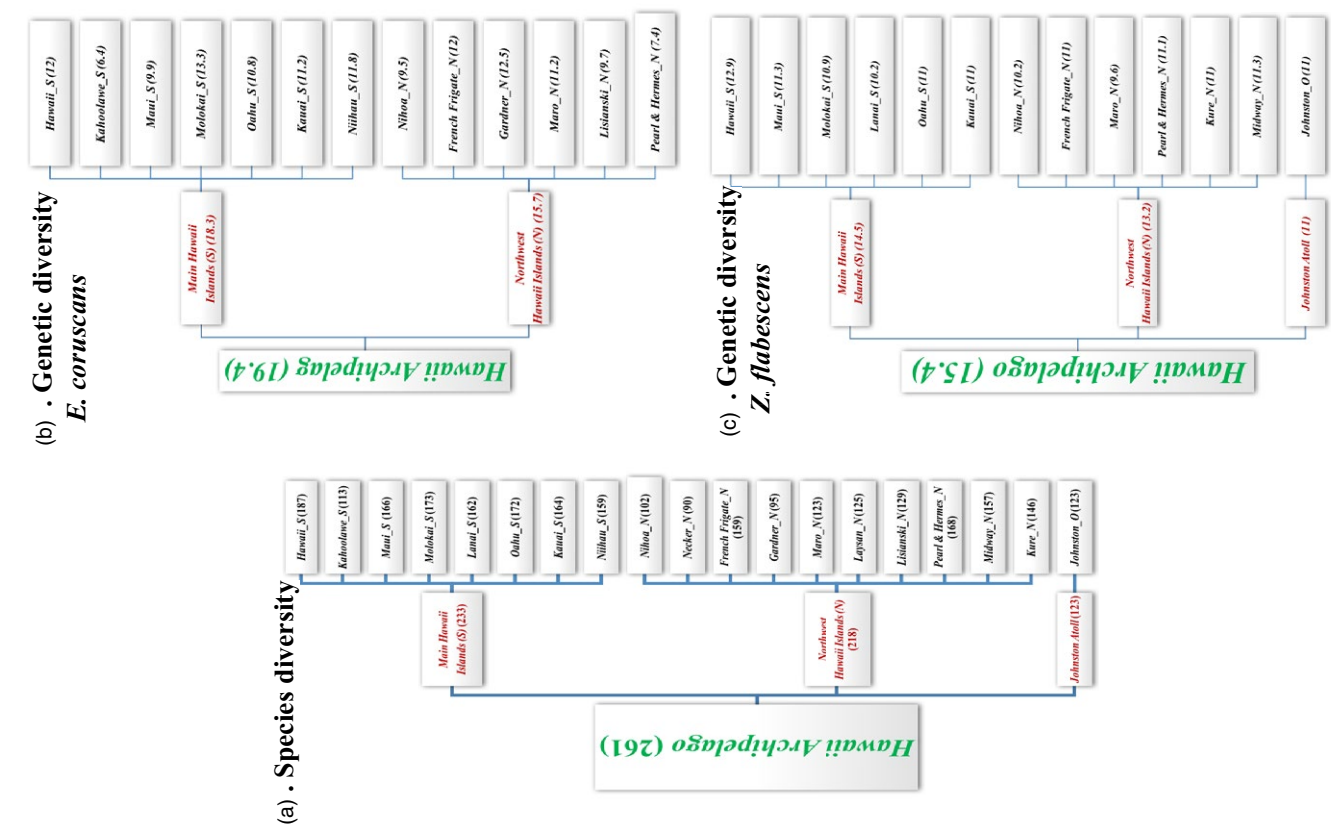 (a) . Species diversity
Hawaii Archipelago (261)
Main Hawaii
Islands (S) (233)
Northwest
Hawaii Islands (N)
(218)
Johnston Atoll (123)
Hawaii_S (187)
Kahoolawe_S (113)
Maui_S (166)
Molokai_S (173)
Lanai_S (162)
Oahu_S (172)
Kauai_S (164)
Niihau_S (159)
Nihoa_N (102)
Necker_N (90)
French Frigate_N
(159)
Gardner_N (95)
Maro_N (123)
Laysan_N (125)
Lisianski_N (129)
Pearl & Hermes_N
(168)
Midway_N (157)
Kure_N (146)
Johnston_O (123)
(b) . Genetic diversity
E. coruscans
Hawaii Archipelag (19.4)
Main Hawaii
Islands (S) (18.3)
Northwest
Hawaii Islands (N) (15.7)
Hawaii_S (12)
Kahoolawe_S (6.4)
Maui_S (9.9)
Molokai_S (13.3)
Oahu_S (10.8)
Kauai_S (11.2)
Niihau_S (11.8)
Nihoa_N (9.5)
French Frigate_N (12)
Gardner_N (12.5)
Maro_N (11.2)
Lisianski_N (9.7)
Pearl & Hermes_N (7.4)
(c) . Genetic diversity
Z. flabescens
Hawaii Archipelago (15.4)
Main Hawaii
Islands (S) (14.5)
Northwest
Hawaii Islands (N) (13.2)
Johnston Atoll (11)
Hawaii_S (12.9)
Maui_S (11.3)
Molokai_S (10.9)
Lanai_S (10.2)
Oahu_S (11)
Kauai_S (11)
Nihoa_N (10.2)
French Frigate_N (11)
Maro_N (9.6)
Pearl & Hermes_N (11.1)
Kure_N (11)
Midway_N (11.3)
Johnston_O (11)